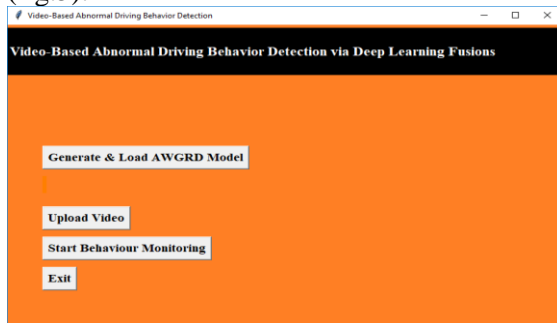 Video-Based Abnormal Driving Behavior Detection
Video-Based Abnormal Driving Behavior Detection via Deep Learning Fusions
Generate & Load AWGRD Model
Upload Video
Start Behaviour Monitoring
Exit